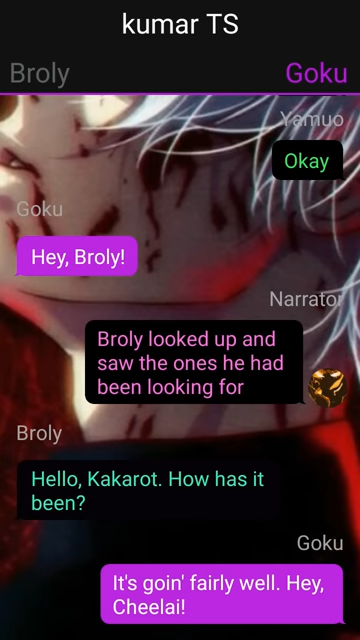 kumar TS
Broly
Goku
Yamuo
Okay
Goku
Hey, Broly!
Narrator
Broly looked up and
saw the ones he had
been looking for
Broly
Hello, Kakarot. How has it
been?
Goku
It's goin' fairly well. Hey,
Cheelai!